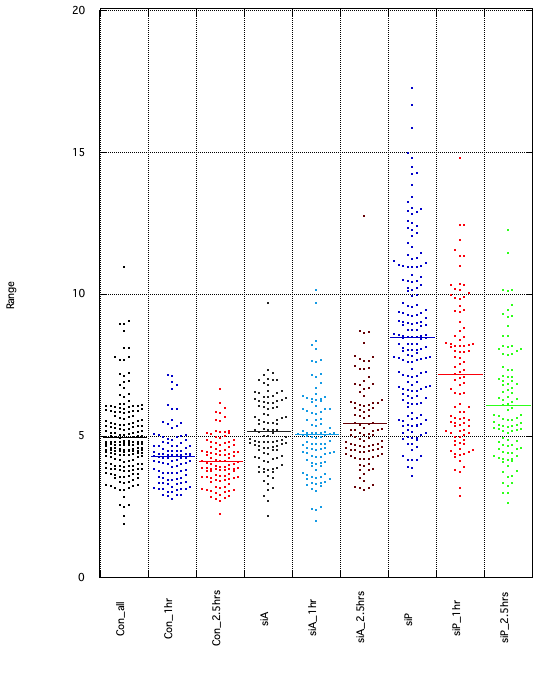 20
15
10
5
0
Range
Con_all
Con_1hr
Con_2.5hrs
siA
siA_1hr
siA_2.5hrs
siP
siP_1hr
siP_2.5hrs